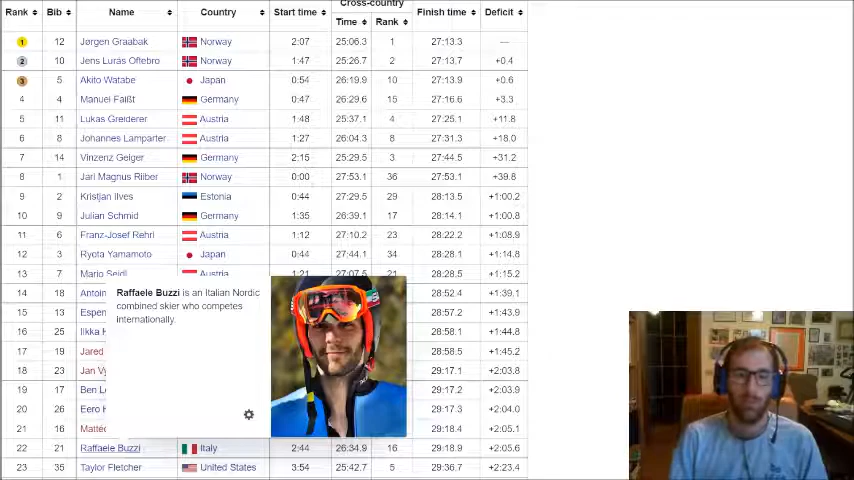 Cross-country
Rank Bib Name Country Start time Time Rank Finish time Deficit
1 12 Jørgen Graabak Norway 2:07 25:06.3 1 27:13.3 —
2 10 Jens Lurås Oftebro Norway 1:47 25:26.7 2 27:13.7 +0.4
3 5 Akito Watabe Japan 0:54 26:19.9 10 27:13.9 +0.6
4 4 Manuel Faißt Germany 0:47 26:29.6 15 27:16.6 +3.3
5 11 Lukas Greiderer Austria 1:48 25:37.1 4 27:25.1 +11.8
6 8 Johannes Lamparter Austria 1:27 26:04.3 8 27:31.3 +18.0
7 14 Vinzenz Geiger Germany 2:15 25:29.5 3 27:44.5 +31.2
8 1 Jarl Magnus Riiber Norway 0:00 27:53.1 36 27:53.1 +39.8
9 2 Kristjan Ilves Estonia 0:44 27:29.5 29 28:13.5 +1:00.2
10 9 Julian Schmid Germany 1:35 26:39.1 17 28:14.1 +1:00.8
11 6 Franz-Josef Rehrl Austria 1:12 27:10.2 23 28:22.2 +1:08.9
12 3 Ryota Yamamoto Japan 0:44 27:44.1 34 28:28.1 +1:14.8
13 7 Mario Seidl Austria 1:21 27:07.5 21 28:28.5 +1:15.2
14 18 Antoin 28:52.4 +1:39.1
15 13 Espen 28:57.2 +1:43.9
16 25 Ilkka H 28:58.1 +1:44.8
17 19 Jared 28:58.5 +1:45.2
18 23 Jan Vy 29:17.1 +2:03.8
19 17 Ben Lo 29:17.2 +2:03.9
20 26 Eero H 29:17.3 +2:04.0
21 16 Matteo 29:18.4 +2:05.1
22 21 Raffaele Buzzi Italy 2:44 26:34.9 16 29:18.9 +2:05.6
23 35 Taylor Fletcher United States 3:54 25:42.7 5 29:36.7 +2:23.4
Raffaele Buzzi is an Italian Nordic
combined skier who competes
internationally.